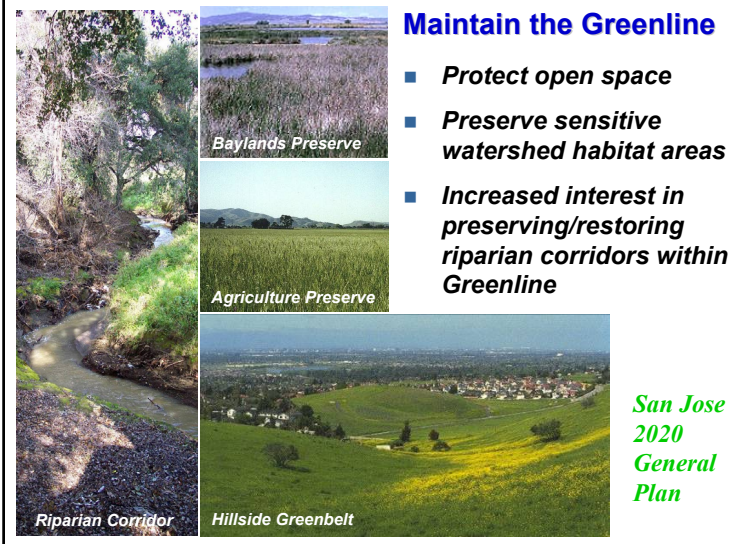 Maintain the Greenline
Protect open space
Preserve sensitive
watershed habitat areas
Increased interest in
preserving/restoring
riparian corridors within
Greenline
Baylands Preserve
Agriculture Preserve
Riparian Corridor
Hillside Greenbelt
San Jose
2020
General
Plan